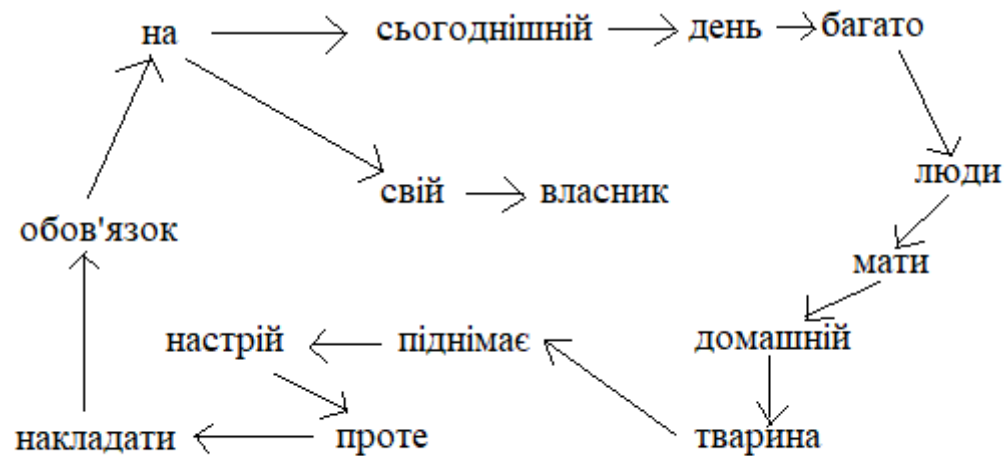 на сьогоднішній день багато
люди
свій власник
обов'язок
мати
настрій піднімає домашній
накладати проте тварина